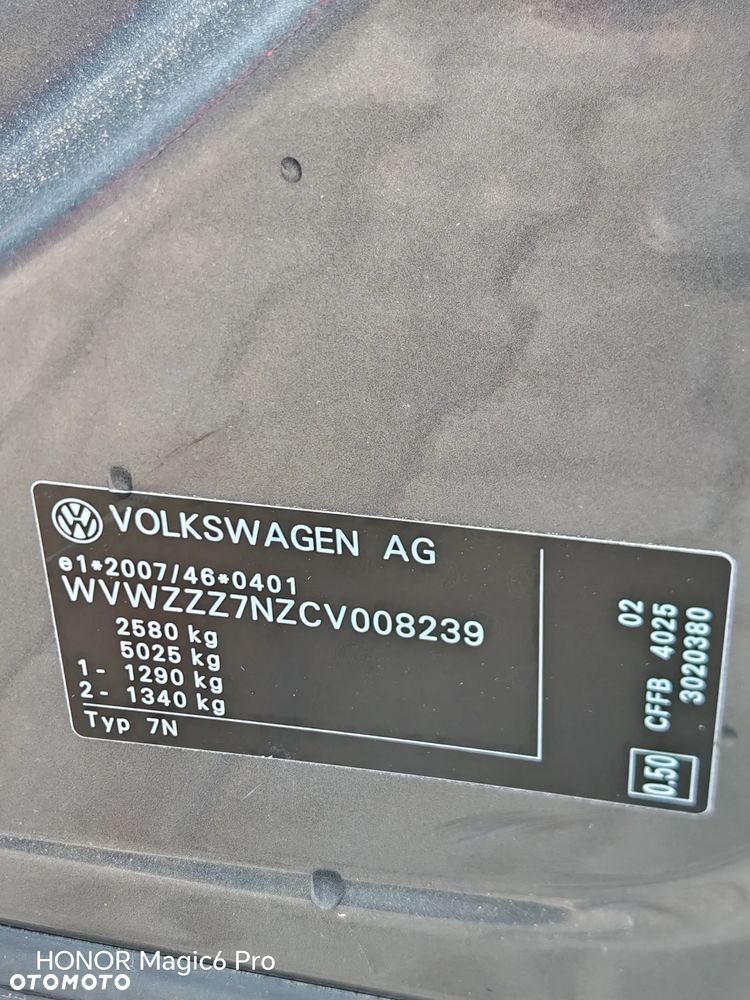 VOLKSWAGEN AG
e1*2007/46*0401
WVWZZZ7NZCV008239
2580 kg
5025 kg
1- 1290 kg
2- 1340 kg
Typ 7N
02
CFFB 4025
3020380
0.50
HONOR Magic6 Pro
OTOMOTO